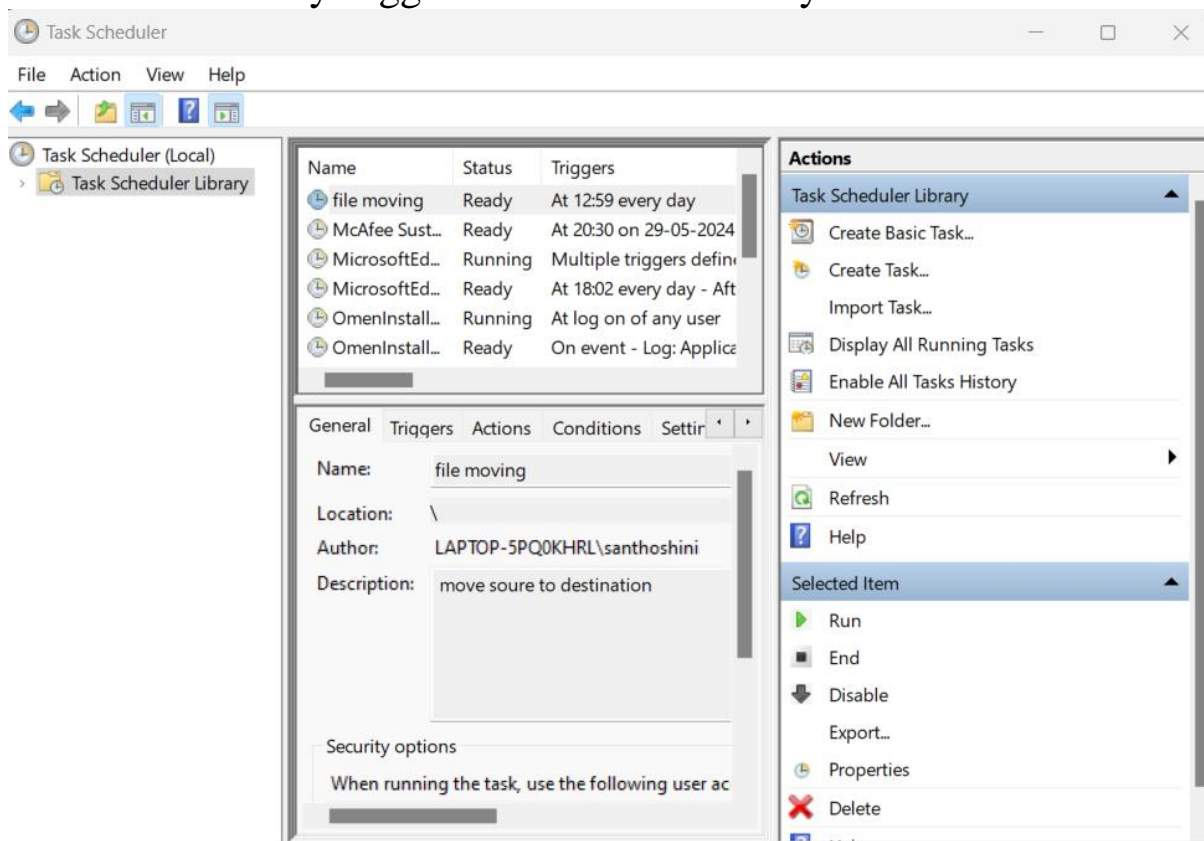 Task Scheduler
File Action View Help
Task Scheduler (Local)
Task Scheduler Library
Name Status Triggers
file moving Ready At 12:59 every day
McAfee Sust... Ready At 20:30 on 29-05-2024
MicrosoftEd... Running Multiple triggers define
MicrosoftEd... Ready At 18:02 every day - Aft
OmenInstall... Running At log on of any user
OmenInstall... Ready On event - Log: Applica
General Triggers Actions Conditions Settin
Name: file moving
Location: \
Author: LAPTOP-5PQ0KHRL\santhoshini
Description: move soure to destination
Security options
When running the task, use the following user ac
Actions
Task Scheduler Library
Create Basic Task...
Create Task...
Import Task...
Display All Running Tasks
Enable All Tasks History
New Folder...
View
Refresh
Help
Selected Item
Run
End
Disable
Export...
Properties
Delete